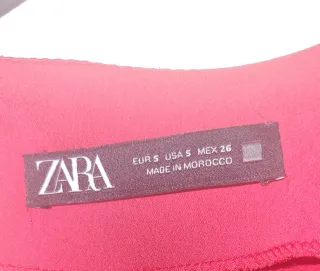 ZARA
EUR S USA S MEX 26
MADE IN MOROCCO